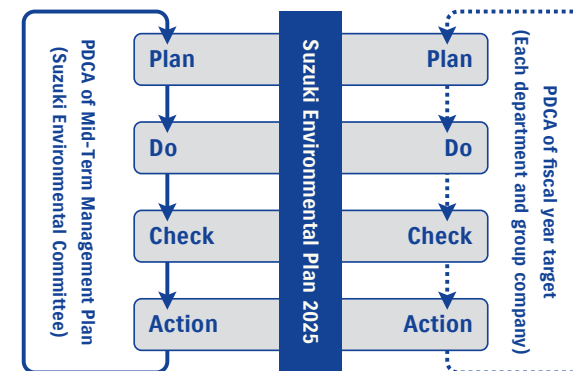 PDCA of Mid-Term Management Plan
(Suzuki Environmental Committee)
Plan
Do
Check
Action
Suzuki Environmental Plan 2025
Plan
Do
Check
Action
PDCA of fiscal year target
(Each department and group company)